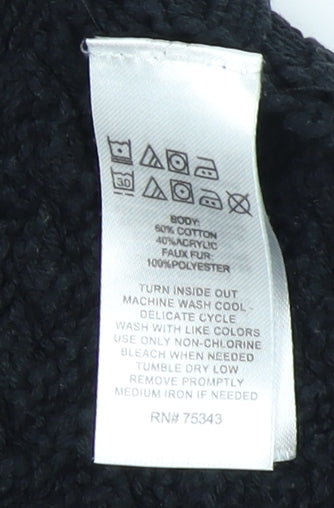 30
BODY:
60% COTTON
40%ACRYLIC
FAUX FUR:
100%POLYESTER
TURN INSIDE OUT
MACHINE WASH COOL -
DELICATE CYCLE
WASH WITH LIKE COLORS
USE ONLY NON-CHLORINE
BLEACH WHEN NEEDED
TUMBLE DRY LOW
REMOVE PROMPTLY
MEDIUM IRON IF NEEDED
RN# 75343